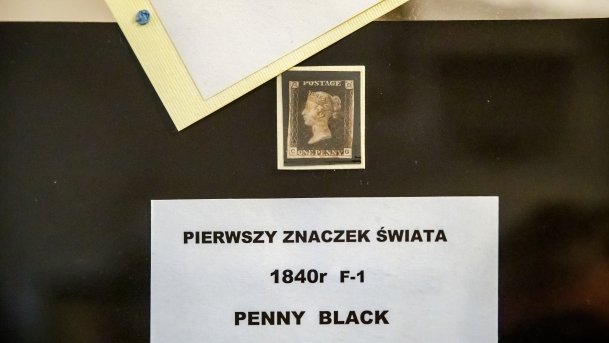 POSTAGE
ONE PENNY
PIERWSZY ZNACZEK ŚWIATA
1840r F-1
PENNY BLACK